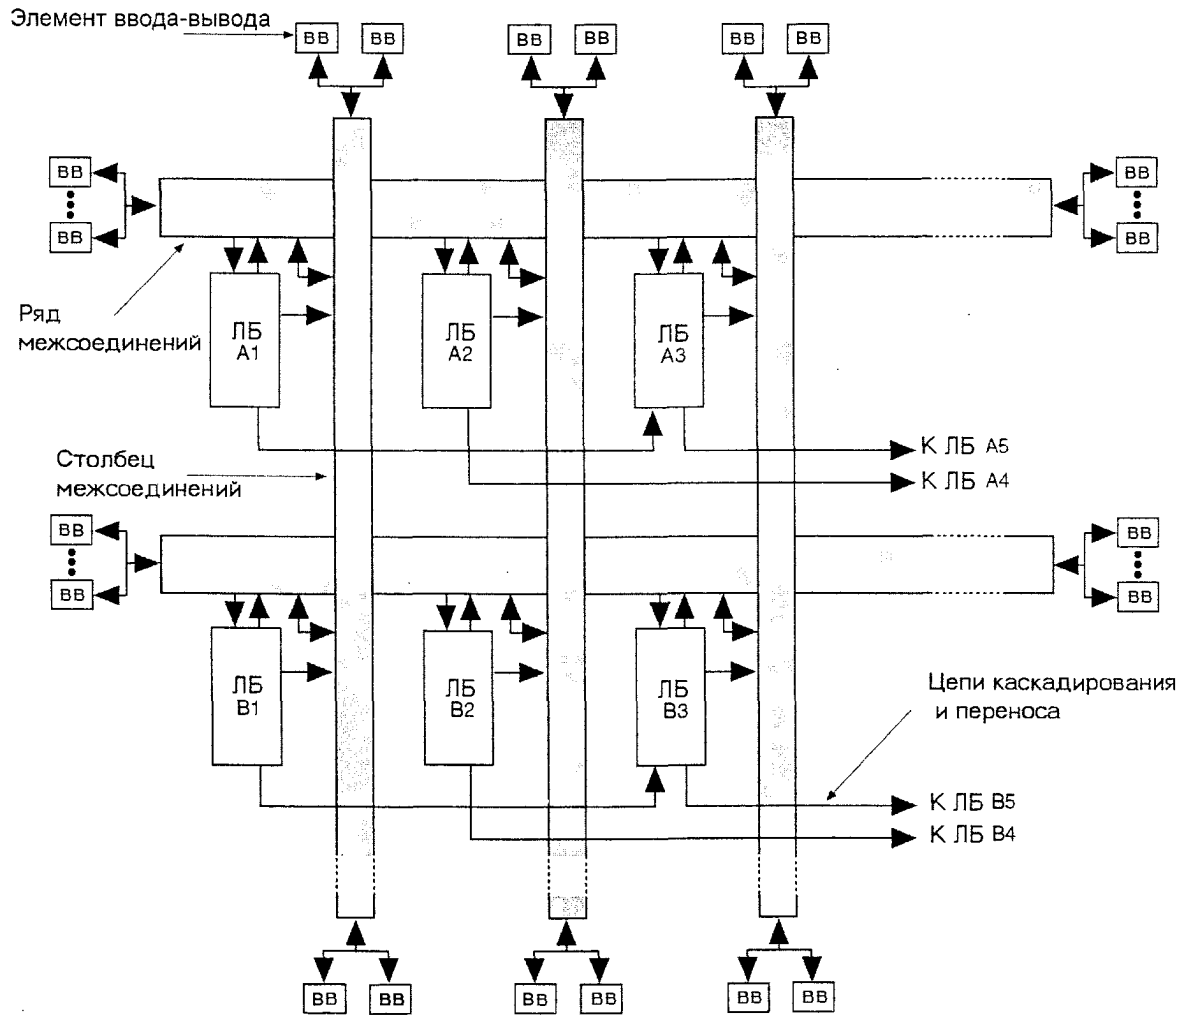 Элемент ввода-вывода
ВВ ВВ ВВ ВВ ВВ ВВ
ВВ ВВ
ВВ ВВ
Ряд
межсоединений
ЛБ
А1
ЛБ
А2
ЛБ
А3
К ЛБ А5
Столбец
межсоединений
К ЛБ А4
ВВ ВВ
ВВ ВВ
ЛБ
В1
ЛБ
В2
ЛБ
В3
Цепи каскадирования
и переноса
К ЛБ В5
К ЛБ В4
ВВ ВВ ВВ ВВ ВВ ВВ